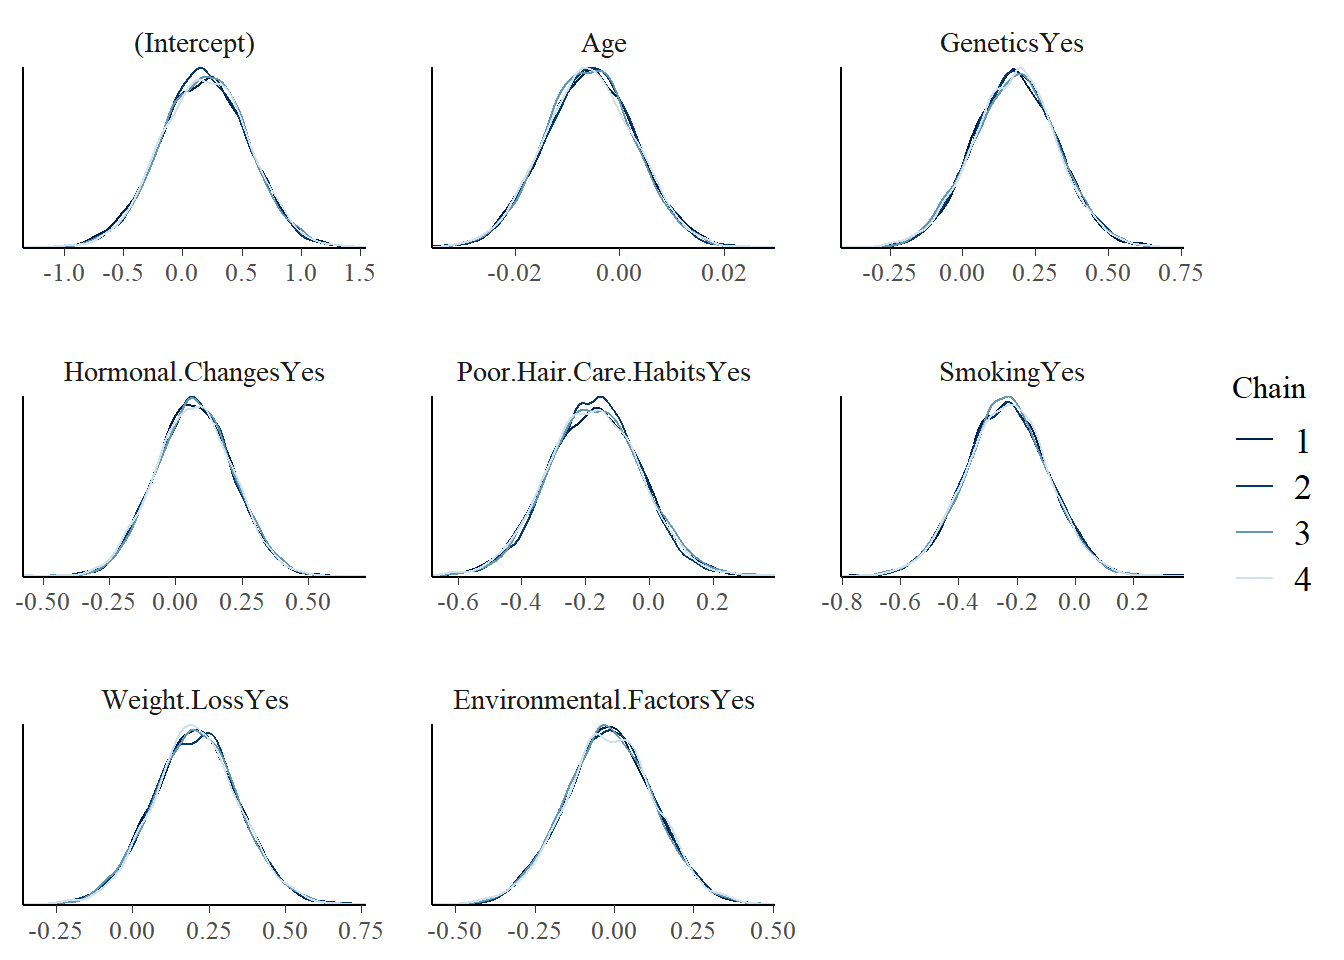 (Intercept) Age GeneticsYes
-1.0 -0.5 0.0 0.5 1.0 1.5 -0.02 0.00 0.02 -0.25 0.00 0.25 0.50 0.75
Hormonal.ChangesYes Poor.Hair.Care.HabitsYes SmokingYes
-0.50 -0.25 0.00 0.25 0.50 -0.6 -0.4 -0.2 0.0 0.2 -0.8 -0.6 -0.4 -0.2 0.0 0.2
Chain
1
2
3
4
Weight.LossYes Environmental.FactorsYes
-0.25 0.00 0.25 0.50 0.75 -0.50 -0.25 0.00 0.25 0.50